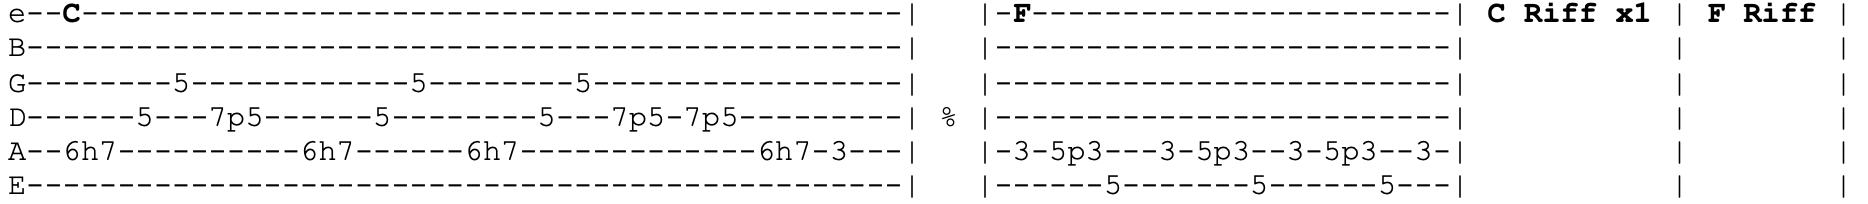 e--C---------------------------------------------|   |-F-----------------------| C Riff x1 | F Riff |
B------------------------------------------------|   |-------------------------|           |        |
G--------5------------5--------5-----------------|   |-------------------------|           |        |
D------5---7p5------5--------5---7p5-7p5---------| % |-------------------------|           |        |
A--6h7----------6h7------6h7-------------6h7-3---|   |-3-5p3---3-5p3--3-5p3--3-|           |        |
E------------------------------------------------|   |------5-------5------5---|           |        |